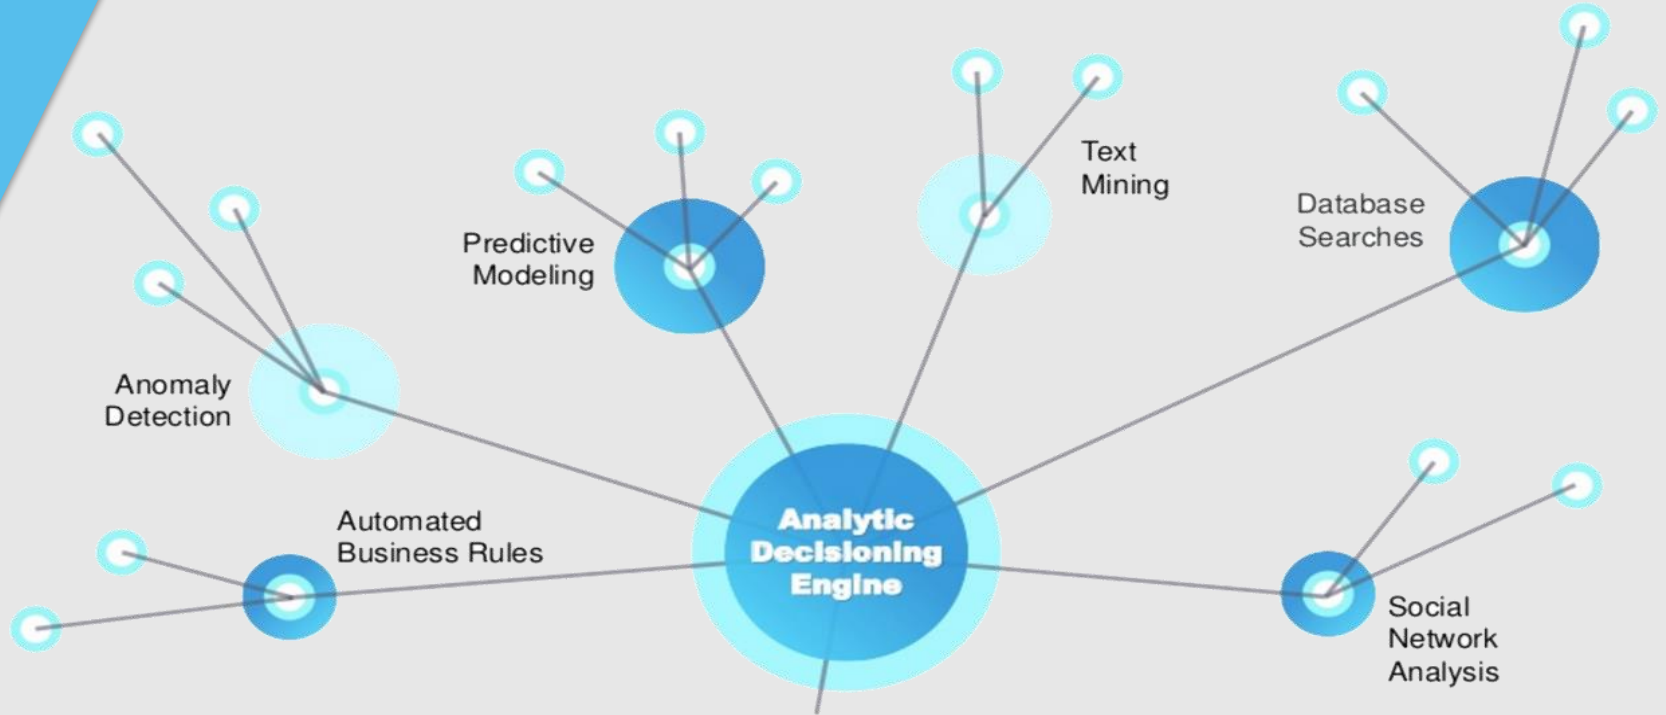 Text
Mining
Database
Searches
Predictive
Modeling
Anomaly
Detection
Automated
Business Rules
Analytic
Decisioning
Engine
Social
Network
Analysis